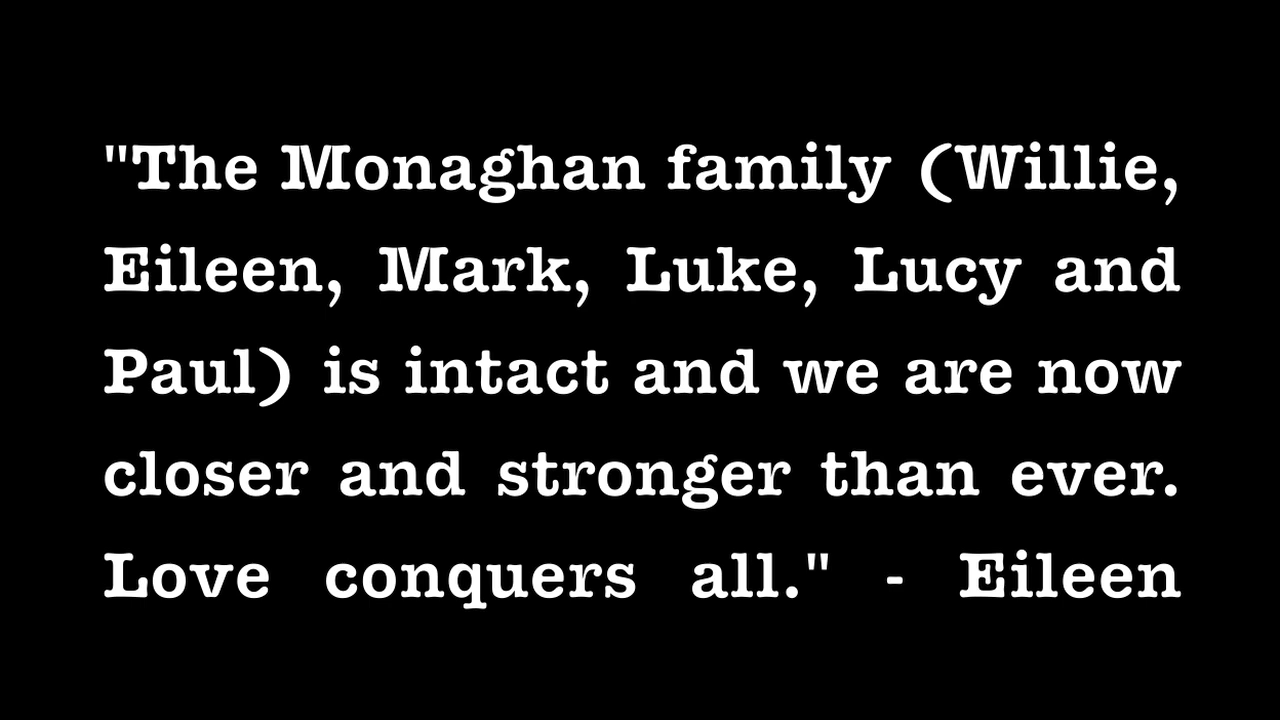 "The Monaghan family (Willie,
Eileen, Mark, Luke, Lucy and
Paul) is intact and we are now
closer and stronger than ever.
Love conquers all." - Eileen